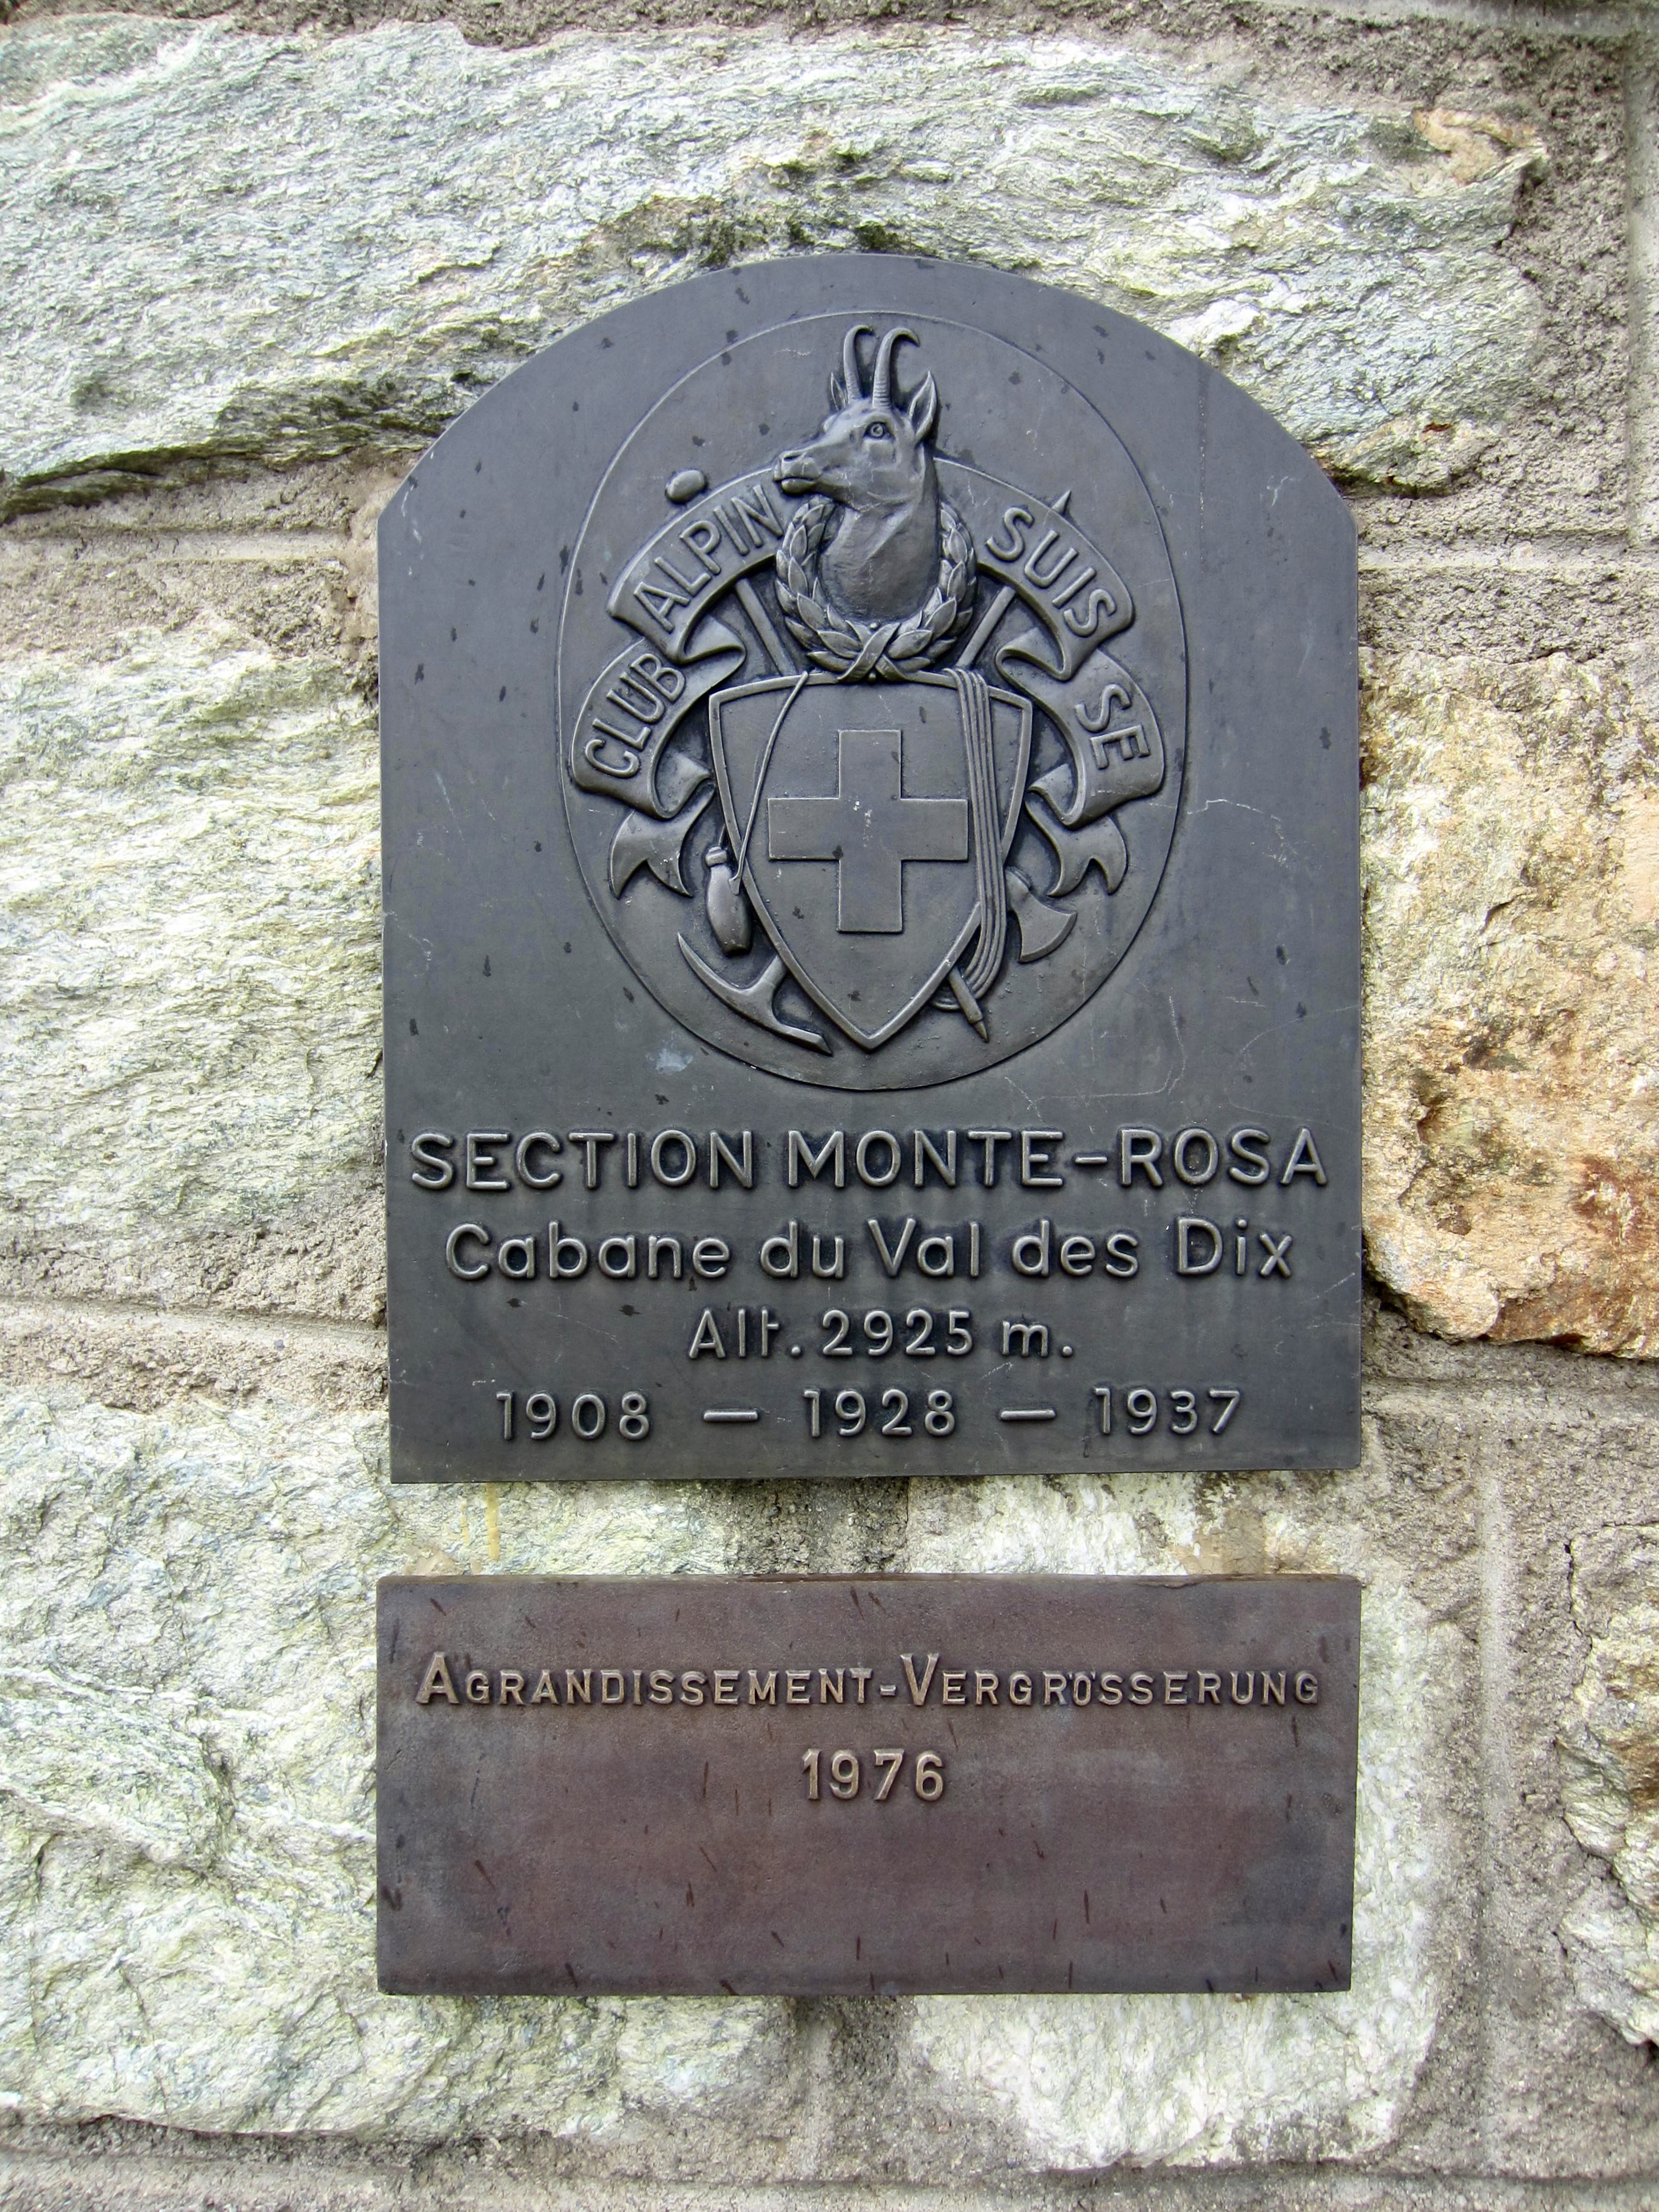 CLUB ALPIN SUISSE
SECTION MONTE-ROSA
Cabane du Val des Dix
Alt. 2925 m.
1908 — 1928 — 1937
AGRANDISSEMENT-VERGRÖSSERUNG
1976